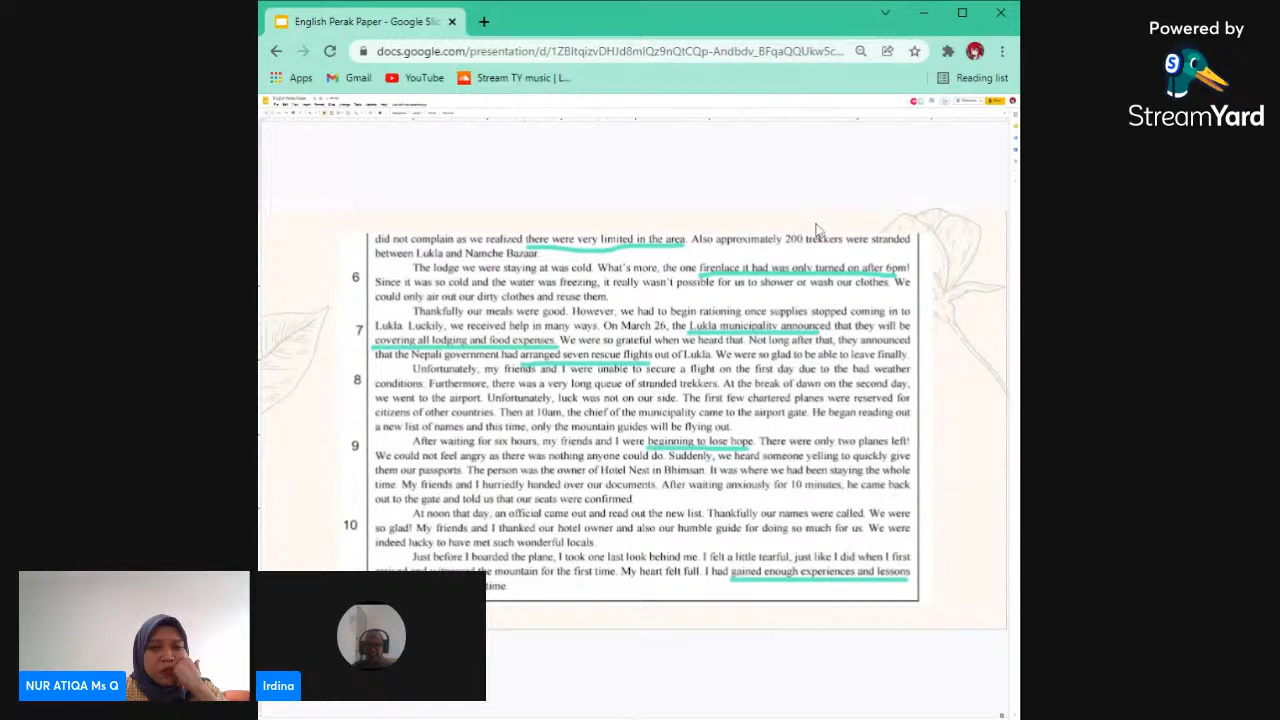 English Perak Paper - Google Slid
Powered by
StreamYard
docs.google.com/presentation/d/1ZBItqizvDHJd8mIQz9nQtCQp-Andbdv_BFqaQQUkw5c...
Apps
Gmail
YouTube
Stream TY music | L...
Reading list
English Perak Paper
did not complain as we realized there were very limited in the area. Also approximately 200 trekkers were stranded
between Lukla and Namche Bazaar.
The lodge we were staying at was cold. What's more, the one fireplace it had was only turned on after 6pm!
6
Since it was so cold and the water was freezing, it really wasn't possible for us to shower or wash our clothes. We
could only air out our dirty clothes and reuse them.
Thankfully our meals were good. However, we had to begin rationing once supplies stopped coming in to
7
Lukla. Luckily, we received help in many ways. On March 26, the Lukla municipality announced that they will be
covering all lodging and food expenses. We were so grateful when we heard that. Not long after that, they announced
that the Nepali government had arranged seven rescue flights out of Lukla. We were so glad to be able to leave finally.
Unfortunately, my friends and I were unable to secure a flight on the first day due to the bad weather
8
conditions. Furthermore, there was a very long queue of stranded trekkers. At the break of dawn on the second day,
we went to the airport. Unfortunately, luck was not on our side. The first few chartered planes were reserved for
citizens of other countries. Then at 10am, the chief of the municipality came to the airport gate. He began reading out
a new list of names and this time, only the mountain guides will be flying out.
After waiting for six hours, my friends and I were beginning to lose hope. There were only two planes left!
9
We could not feel angry as there was nothing anyone could do. Suddenly, we heard someone yelling to quickly give
them our passports. The person was the owner of Hotel Nest in Bhimsan. It was where we had been staying the whole
time. My friends and I hurriedly handed over our documents. After waiting anxiously for 10 minutes, he came back
out to the gate and told us that our seats were confirmed.
At noon that day, an official came out and read out the new list. Thankfully our names were called. We were
10
so glad! My friends and I thanked our hotel owner and also our humble guide for doing so much for us. We were
indeed lucky to have met such wonderful locals.
Just before I boarded the plane, I took one last look behind me. I felt a little tearful, just like I did when I first
the mountain for the first time. My heart felt full. I had gained enough experiences and lessons
time.
NUR ATIQA Ms Q
Irdina